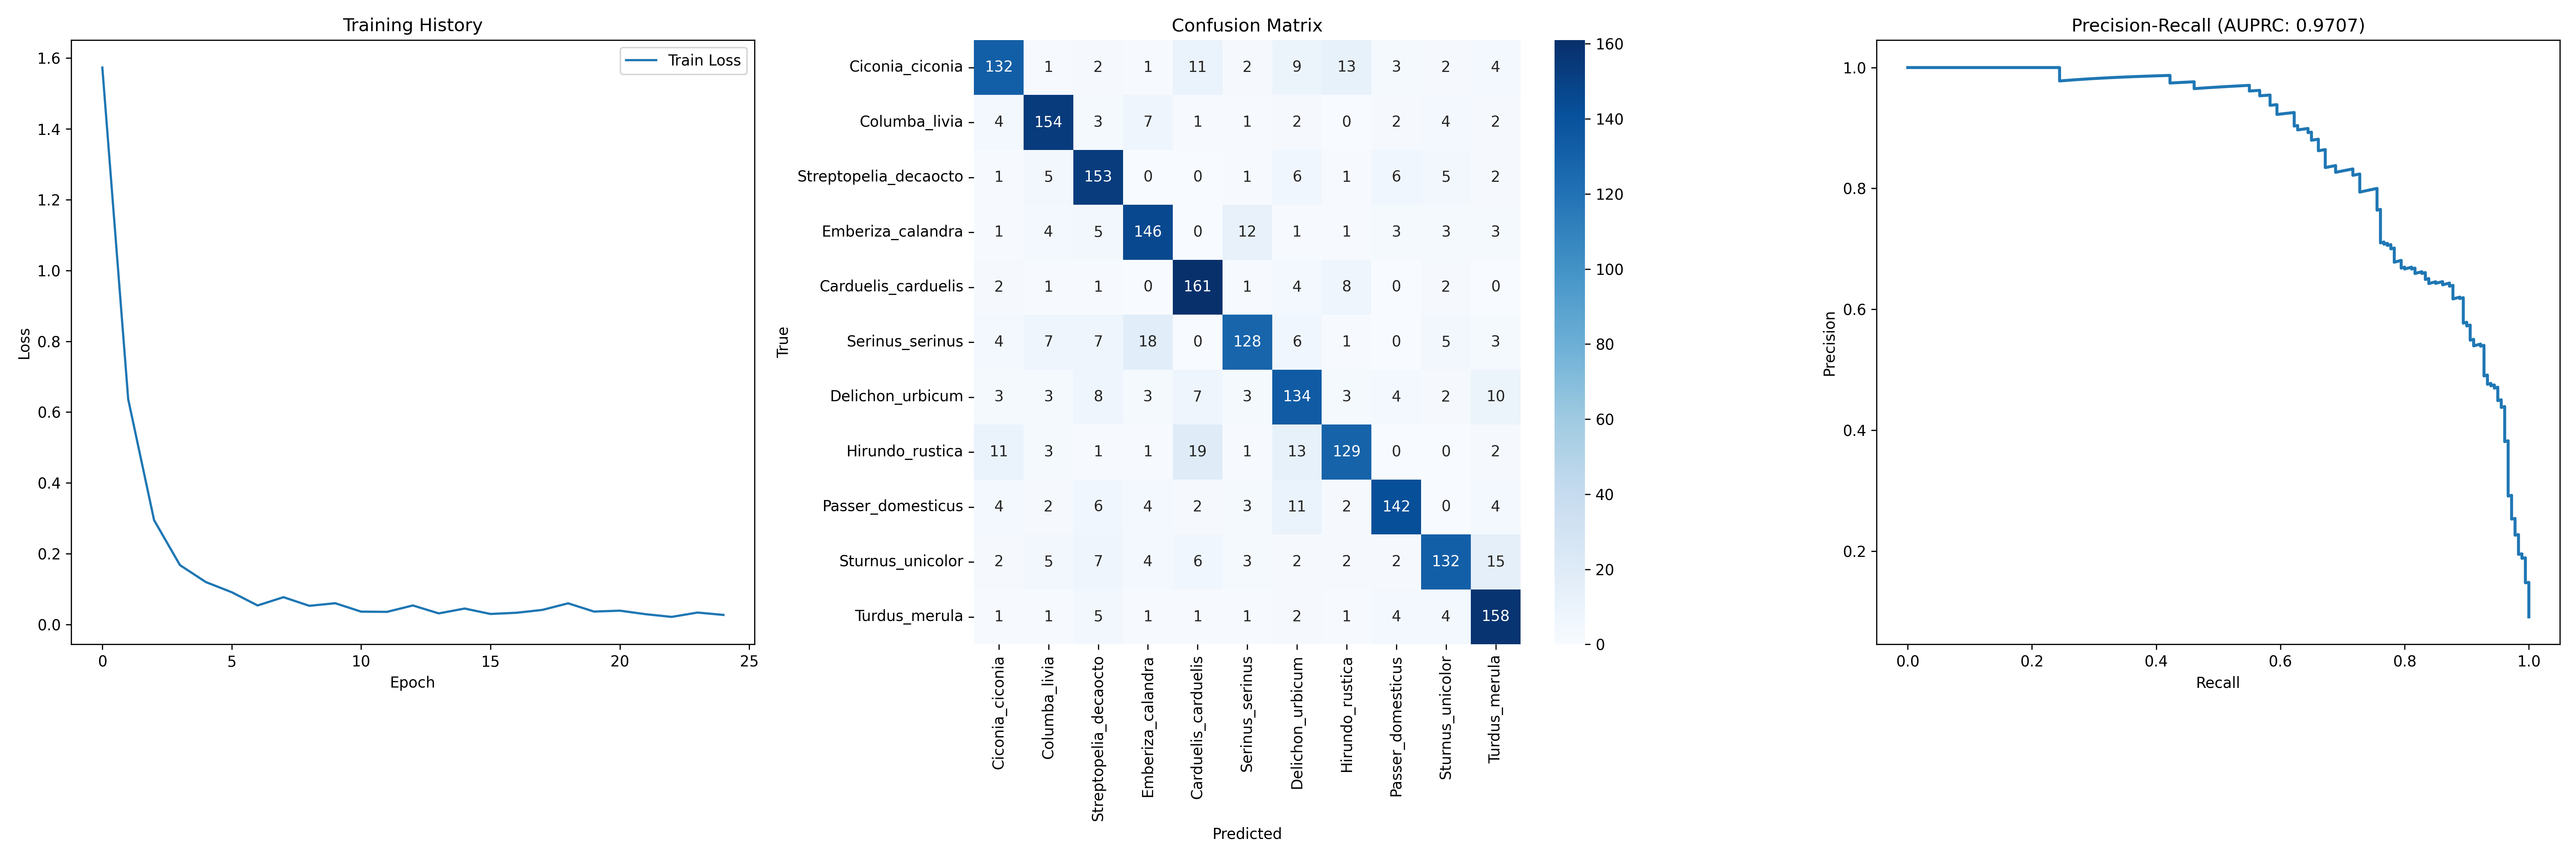 Training History
Train Loss
1.6
1.4
1.2
1.0
0.8
0.6
0.4
0.2
0.0
Loss
0 5 10 15 20 25
Epoch
Confusion Matrix
True
Ciconia_ciconia 132 1 2 1 11 2 9 13 3 2 4
Columba_livia 4 154 3 7 1 1 2 0 2 4 2
Streptopelia_decaocto 1 5 153 0 0 1 6 1 6 5 2
Emberiza_calandra 1 4 5 146 0 12 1 1 3 3 3
Carduelis_carduelis 2 1 1 0 161 1 4 8 0 2 0
Serinus_serinus 4 7 7 18 0 128 6 1 0 5 3
Delichon_urbicum 3 3 8 3 7 3 134 3 4 2 10
Hirundo_rustica 11 3 1 1 19 1 13 129 0 0 2
Passer_domesticus 4 2 6 4 2 3 11 2 142 0 4
Sturnus_unicolor 2 5 7 4 6 3 2 2 2 132 15
Turdus_merula 1 1 5 1 1 1 2 1 4 4 158
Ciconia_ciconia
Columba_livia
Streptopelia_decaocto
Emberiza_calandra
Carduelis_carduelis
Serinus_serinus
Delichon_urbicum
Hirundo_rustica
Passer_domesticus
Sturnus_unicolor
Turdus_merula
Predicted
160
140
120
100
80
60
40
20
0
Precision-Recall (AUPRC: 0.9707)
1.0
0.8
0.6
0.4
0.2
Precision
0.0 0.2 0.4 0.6 0.8 1.0
Recall